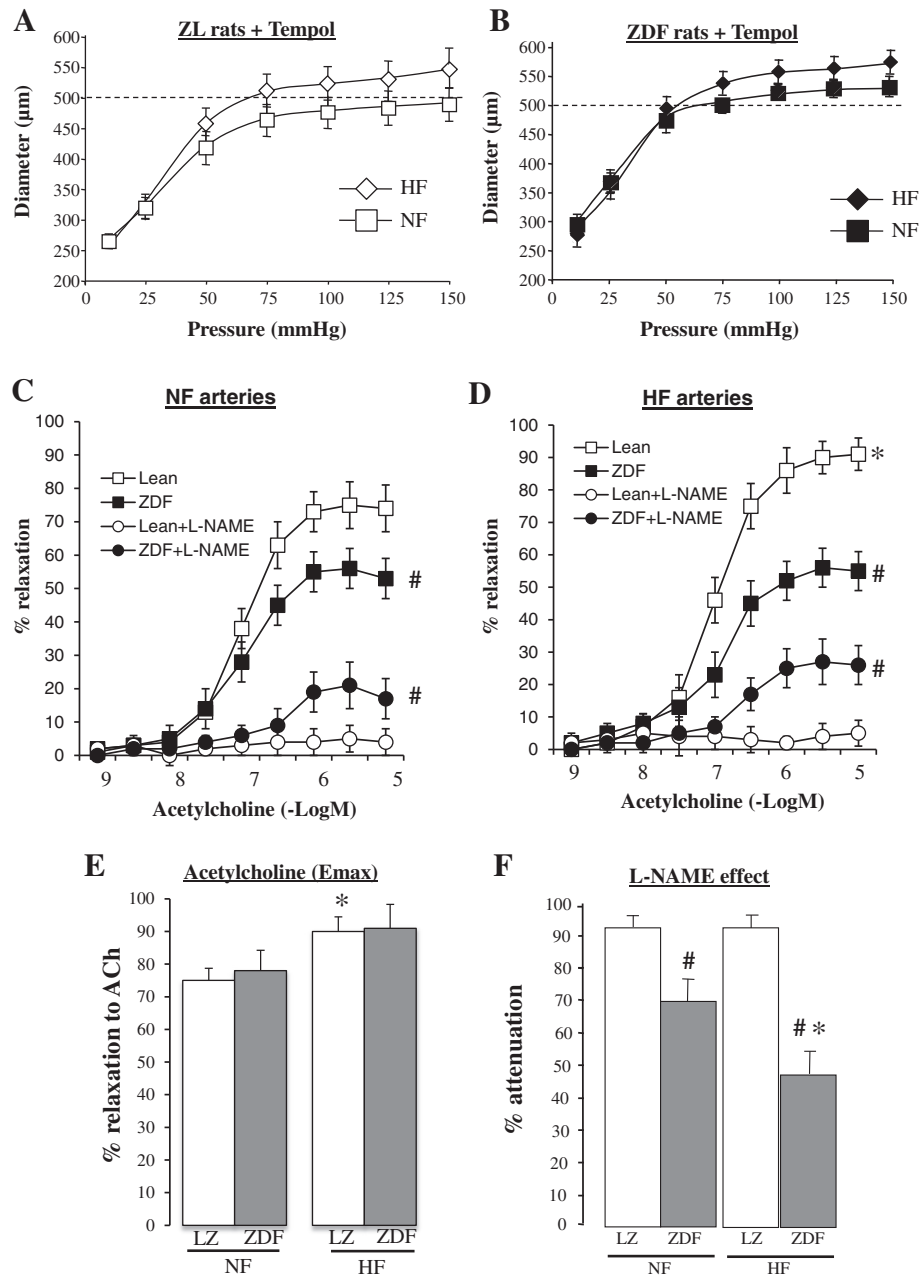 A
ZL rats + Tempol
600
550
500
450
400
350
300
250
200
Diameter (µm)
HF
NF
0 25 50 75 100 125 150
Pressure (mmHg)
B
ZDF rats + Tempol
600
550
500
450
400
350
300
250
200
Diameter (µm)
HF
NF
0 25 50 75 100 125 150
Pressure (mmHg)
C
NF arteries
100
90
80
70
60
50
40
30
20
10
0
% relaxation
Lean
ZDF
Lean+L-NAME
ZDF+L-NAME
#
#
9 8 7 6 5
Acetylcholine (-LogM)
D
HF arteries
100
90
80
70
60
50
40
30
20
10
0
% relaxation
Lean
ZDF
Lean+L-NAME
ZDF+L-NAME
*
#
#
9 8 7 6 5
Acetylcholine (-LogM)
E
Acetylcholine (Emax)
100
90
80
70
60
50
40
30
20
10
0
% relaxation to ACh
*
LZ ZDF LZ ZDF
NF HF
F
L-NAME effect
100
90
80
70
60
50
40
30
20
10
0
% attenuation
#
# *
LZ ZDF LZ ZDF
NF HF